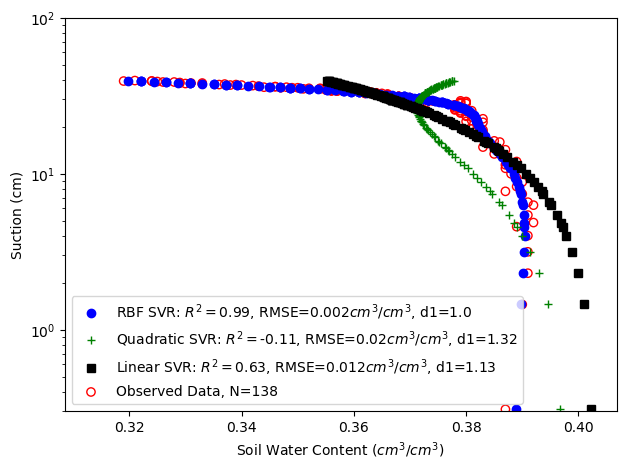 10²
10¹
10⁰
Suction (cm)
RBF SVR: R² = 0.99, RMSE=0.002cm³/cm³, d1=1.0
Quadratic SVR: R² = -0.11, RMSE=0.02cm³/cm³, d1=1.32
Linear SVR: R² = 0.63, RMSE=0.012cm³/cm³, d1=1.13
Observed Data, N=138
0.32 0.34 0.36 0.38 0.40
Soil Water Content (cm³/cm³)